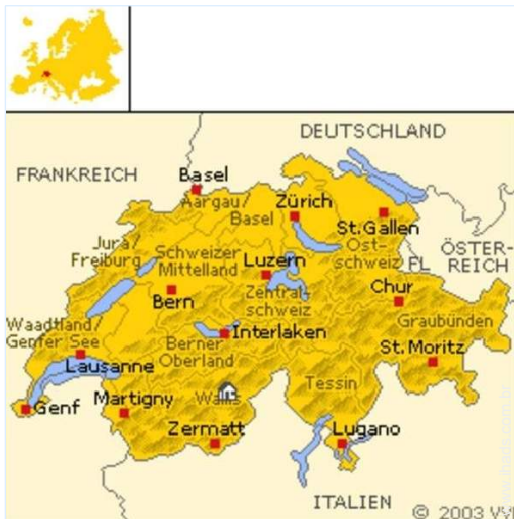 DEUTSCHLAND
FRANKREICH
Basel
Aargau/
Basel
Zürich
St.Gallen
Jura/
Freiburg
Schweizer
Mittelland
Luzern
Ost-
schweiz
FL
ÖSTER-
REICH
Bern
Zentral-
schweiz
Chur
Graubünden
Waadtland/
Genfer See
Interlaken
Berner
Oberland
Lausanne
St.Moritz
Tessin
Wallis
Genf
Martigny
Zermatt
Lugano
ITALIEN
© 2003